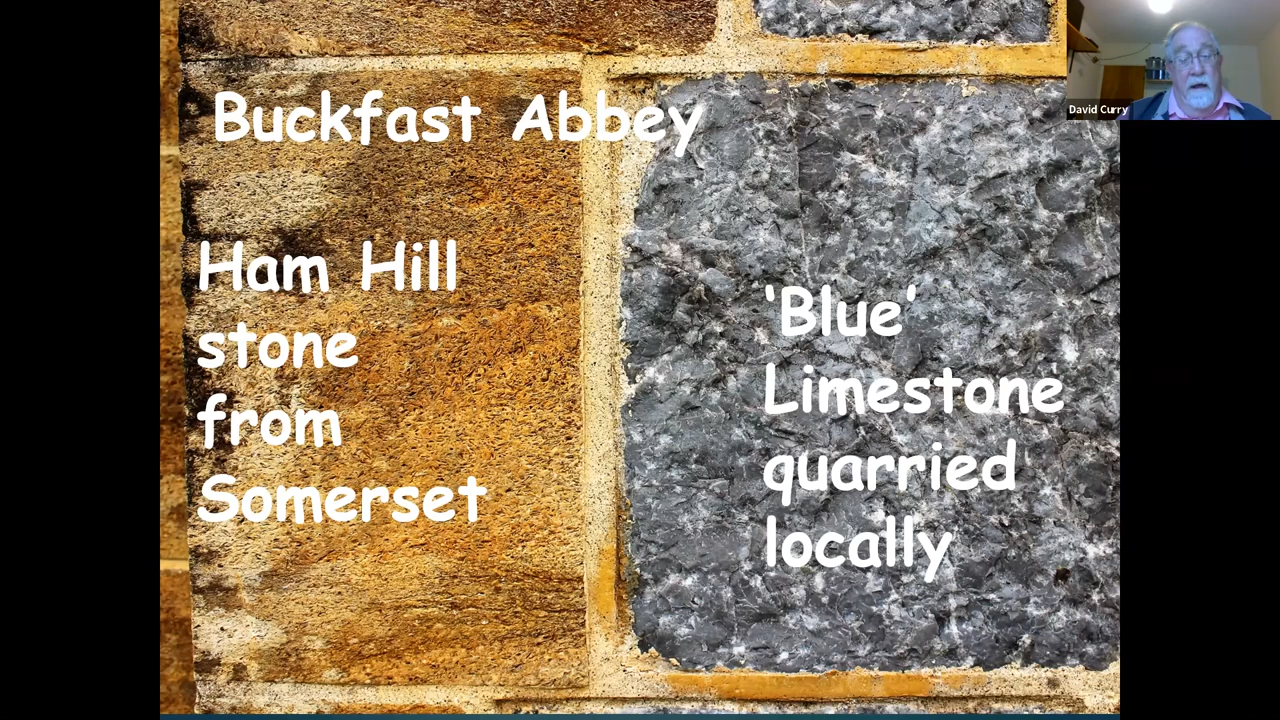 Buckfast Abbey
Ham Hill
stone
from
Somerset
‘Blue’
Limestone
quarried
locally
David Curry